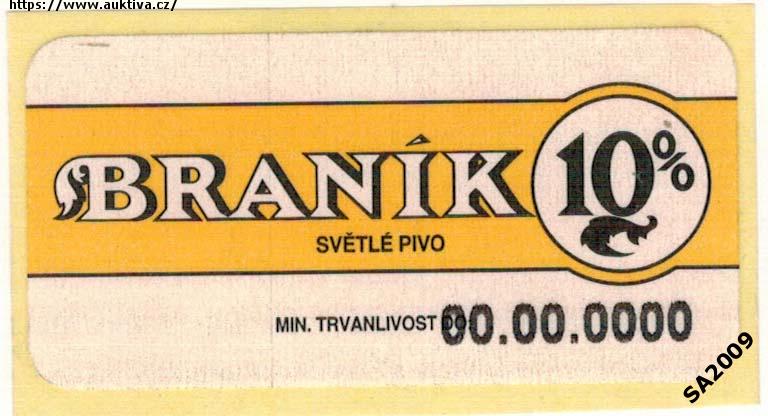 https://www.auktiva.cz/
BRANÍK 10%
SVĚTLÉ PIVO
MIN. TRVANLIVOST DO: 00.00.0000
SA2009